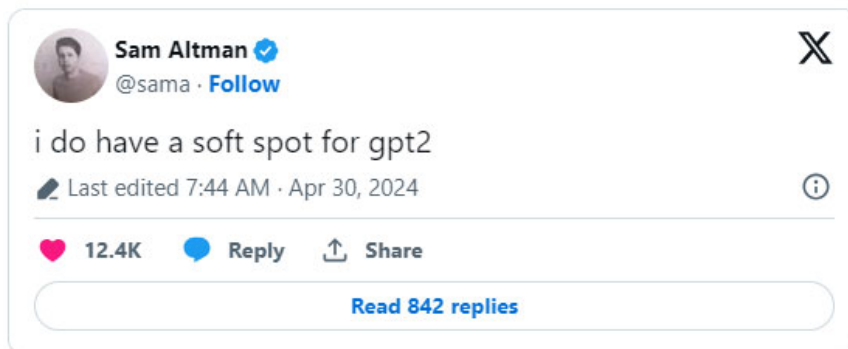 Sam Altman
@sama · Follow
i do have a soft spot for gpt2
Last edited 7:44 AM · Apr 30, 2024
12.4K Reply Share
Read 842 replies